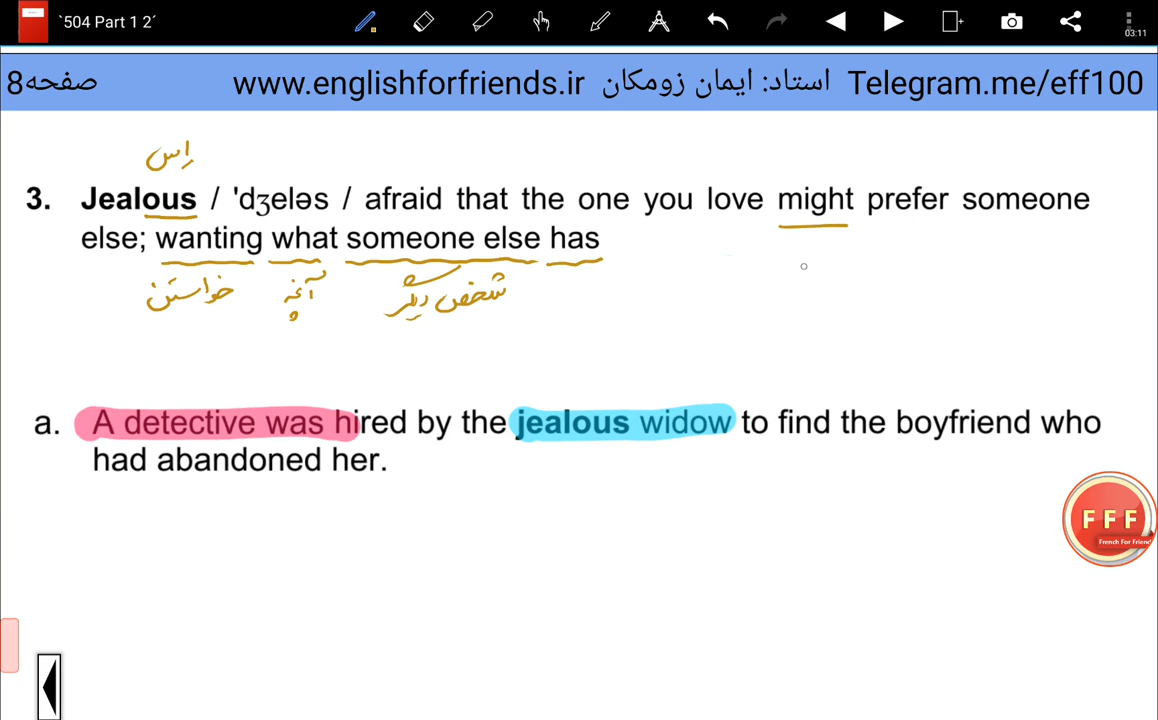 `504 Part 1 2´
03:11
صفحه8 www.englishforfriends.ir استاد: ایمان زومکان Telegram.me/eff100
اِس
3. Jealous / 'dʒeləs / afraid that the one you love might prefer someone
else; wanting what someone else has
خواستن آنچه شخص دیگر
a. A detective was hired by the jealous widow to find the boyfriend who
had abandoned her.
F F F
French For Friend